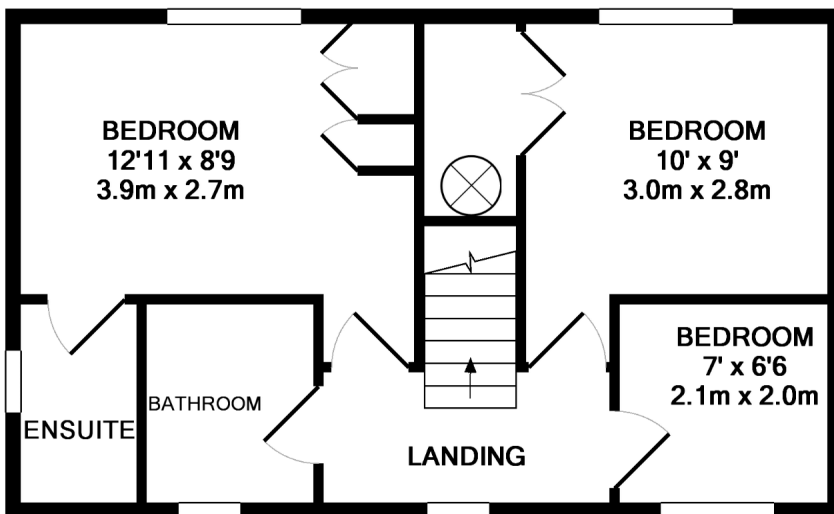 BEDROOM
12'11 x 8'9
3.9m x 2.7m
BEDROOM
10' x 9'
3.0m x 2.8m
BEDROOM
7' x 6'6
2.1m x 2.0m
BATHROOM
ENSUITE
LANDING